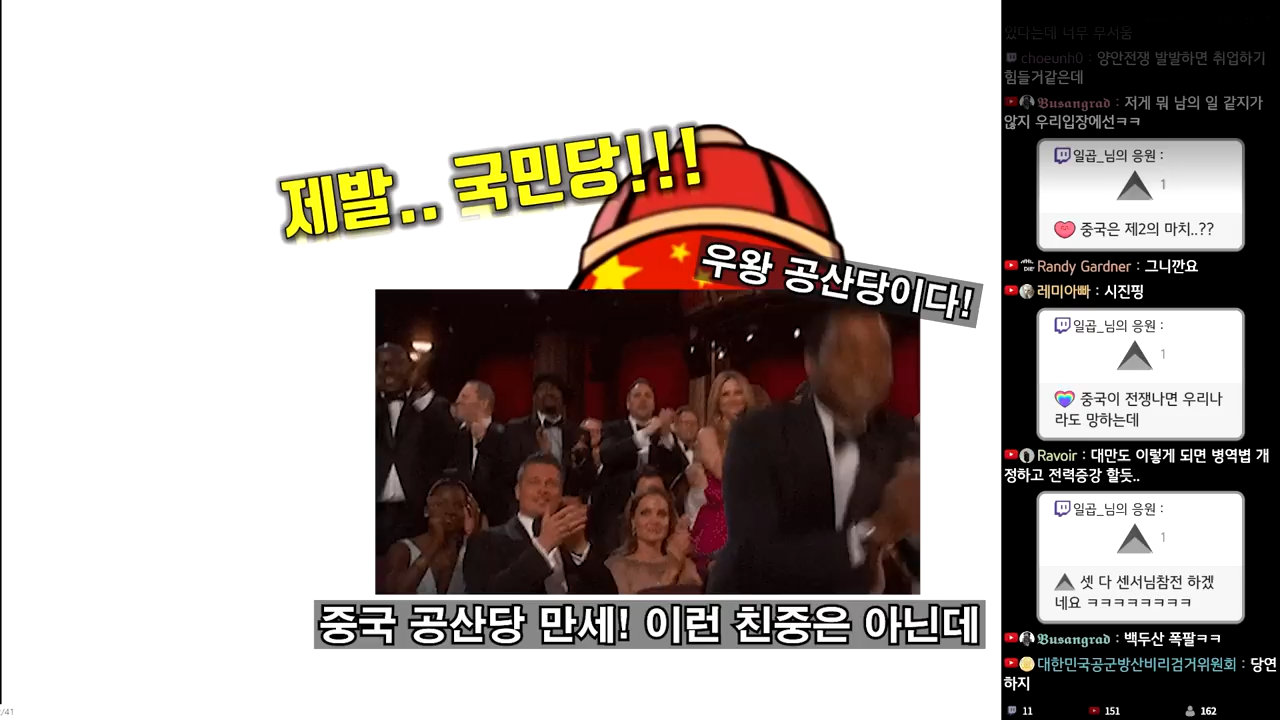 제발.. 국민당!!!
우왕 공산당이다!
중국 공산당 만세! 이런 친중은 아닌데
/41
있다는데 너무 무서움
choeunh0 : 양안전쟁 발발하면 취업하기
힘들거같은데
Busangrad : 저게 뭐 남의 일 같지가
않지 우리입장에선ㅋㅋ
일곱_님의 응원 :
1
중국은 제2의 마치..??
Randy Gardner : 그니깐요
레미아빠 : 시진핑
일곱_님의 응원 :
1
중국이 전쟁나면 우리나
라도 망하는데
Ravoir : 대만도 이렇게 되면 병역법 개
정하고 전력증강 할듯..
일곱_님의 응원 :
1
셋 다 센서님참전 하겠
네요 ㅋㅋㅋㅋㅋㅋㅋㅋ
Busangrad : 백두산 폭팔ㅋㅋ
대한민국공군방산비리검거위원회 : 당연
하지
11 151 162